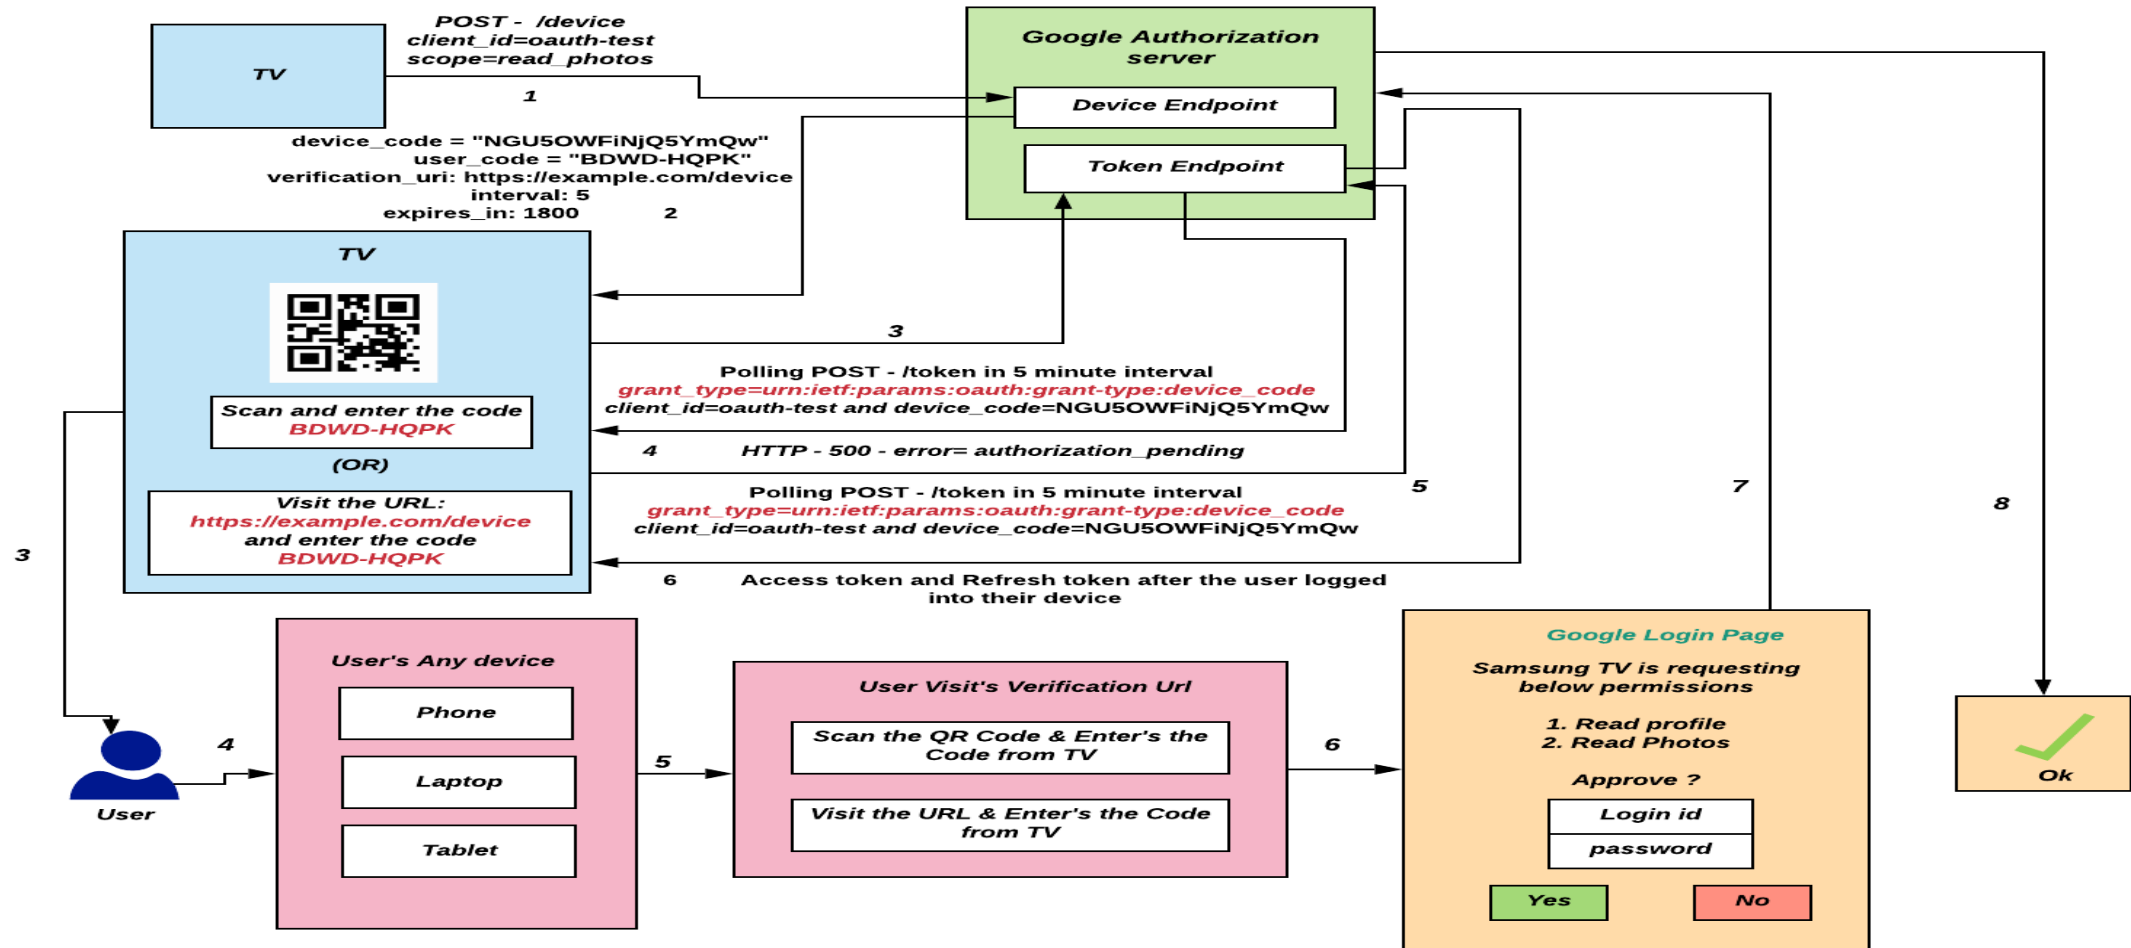 TV
POST - /device
client_id=oauth-test
scope=read_photos
1
Google Authorization
server
Device Endpoint
Token Endpoint
device_code = "NGU5OWFiNjQ5YmQw"
user_code = "BDWD-HQPK"
verification_uri: https://example.com/device
interval: 5
expires_in: 1800
2
TV
Scan and enter the code
BDWD-HQPK
(OR)
Visit the URL:
https://example.com/device
and enter the code
BDWD-HQPK
3
3
Polling POST - /token in 5 minute interval
grant_type=urn:ietf:params:oauth:grant-type:device_code
client_id=oauth-test and device_code=NGU5OWFiNjQ5YmQw
4
HTTP - 500 - error= authorization_pending
5
Polling POST - /token in 5 minute interval
grant_type=urn:ietf:params:oauth:grant-type:device_code
client_id=oauth-test and device_code=NGU5OWFiNjQ5YmQw
6
Access token and Refresh token after the user logged
into their device
7
8
User
4
User's Any device
Phone
Laptop
Tablet
5
User Visit's Verification Url
Scan the QR Code & Enter's the
Code from TV
Visit the URL & Enter's the Code
from TV
6
Google Login Page
Samsung TV is requesting
below permissions
1. Read profile
2. Read Photos
Approve ?
Login id
password
Yes
No
Ok